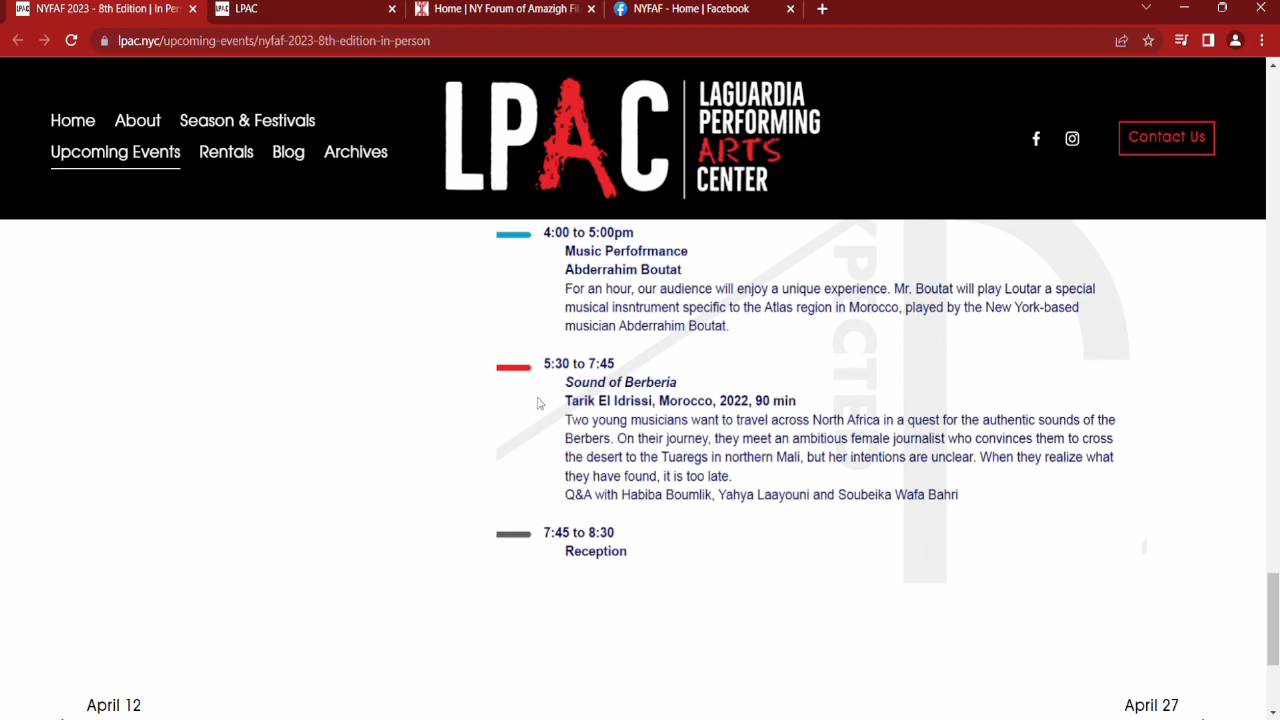 NYFAF 2023 - 8th Edition | In Per
LPAC
Home | NY Forum of Amazigh Fil
NYFAF - Home | Facebook
lpac.nyc/upcoming-events/nyfaf-2023-8th-edition-in-person
Home About Season & Festivals
Upcoming Events Rentals Blog Archives
LPAC
LAGUARDIA
PERFORMING
ARTS
CENTER
Contact Us
4:00 to 5:00pm
Music Perfofrmance
Abderrahim Boutat
For an hour, our audience will enjoy a unique experience. Mr. Boutat will play Loutar a special
musical insntrument specific to the Atlas region in Morocco, played by the New York-based
musician Abderrahim Boutat.
5:30 to 7:45
Sound of Berberia
Tarik El Idrissi, Morocco, 2022, 90 min
Two young musicians want to travel across North Africa in a quest for the authentic sounds of the
Berbers. On their journey, they meet an ambitious female journalist who convinces them to cross
the desert to the Tuaregs in northern Mali, but her intentions are unclear. When they realize what
they have found, it is too late.
Q&A with Habiba Boumlik, Yahya Laayouni and Soubeika Wafa Bahri
7:45 to 8:30
Reception
April 12
April 27